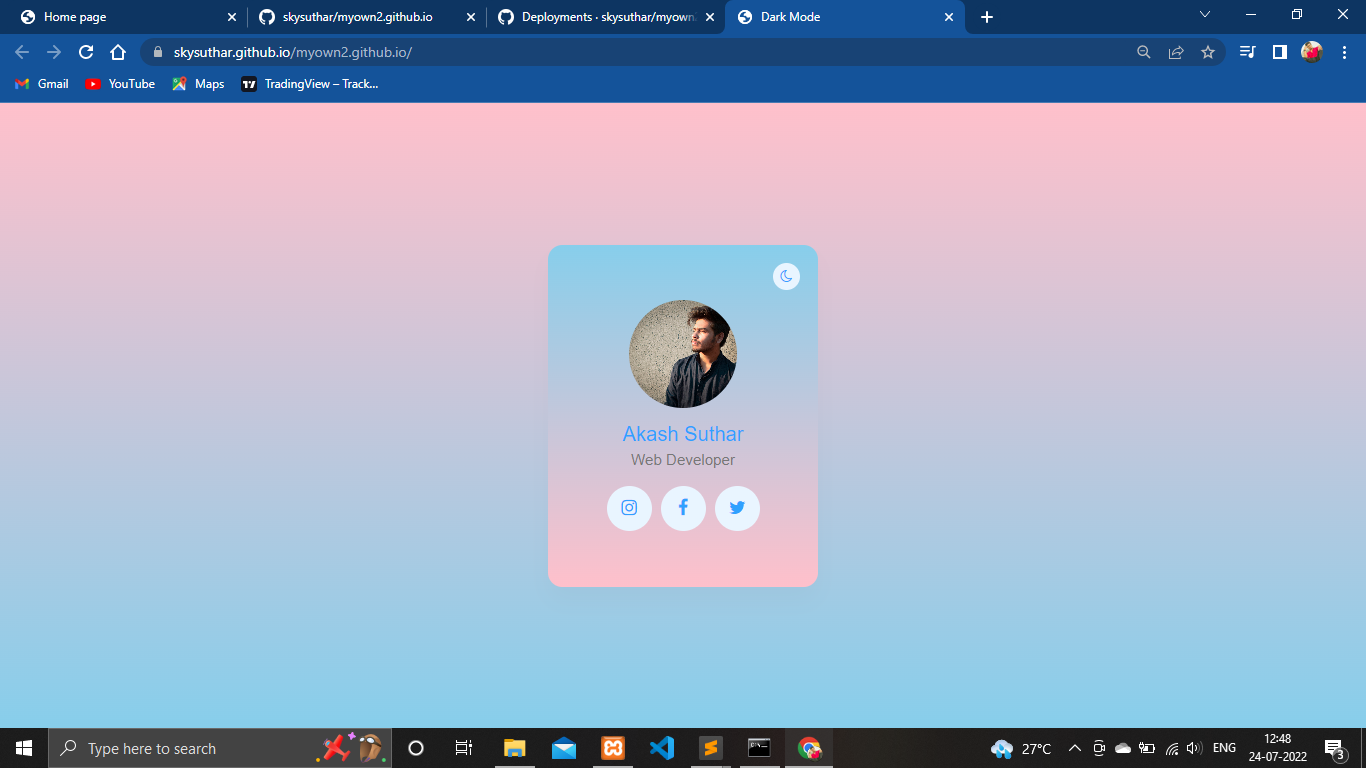 Home page
skysuthar/myown2.github.io
Deployments · skysuthar/myown2
Dark Mode
skysuthar.github.io/myown2.github.io/
Gmail
YouTube
Maps
TradingView – Track...
Akash Suthar
Web Developer
Type here to search
27°C
ENG
12:48
24-07-2022
3